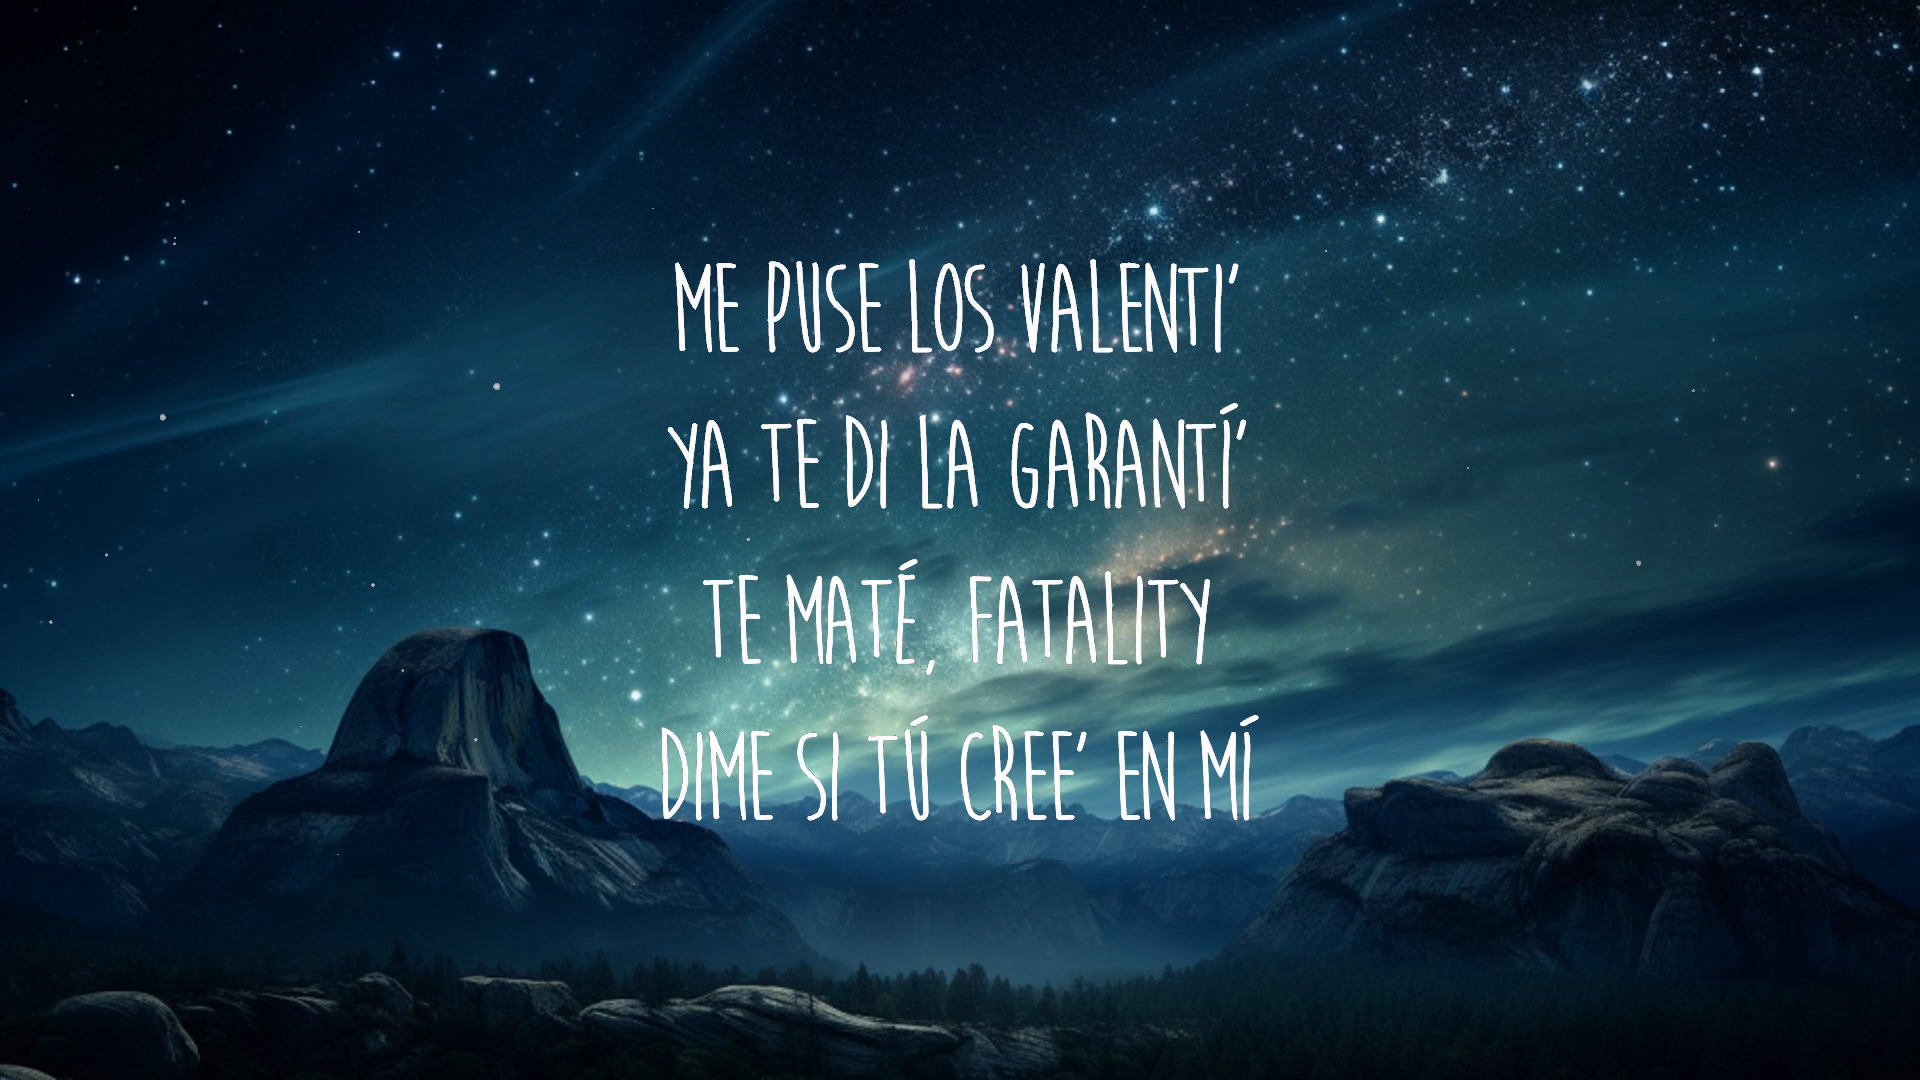 ME PUSE LOS VALENTI'
YA TE DI LA GARANTÍ'
TE MATÉ, FATALITY
DIME SI TÚ CREE' EN MÍ